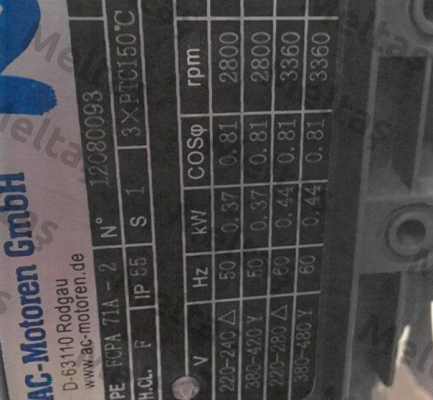 AC-Motoren GmbH
D-63110 Rodgau
www.ac-motoren.de
PE FCPA 71A-2 N° 12080093
H.CL. F IP 55 S 1 3XPTC150°C
V Hz kW COSφ rpm
220-240 △ 50 0.37 0.81 2800
380-420 Y 50 0.37 0.81 2800
220-280 △ 60 0.44 0.81 3360
380-480 Y 60 0.44 0.81 3360
Meltas